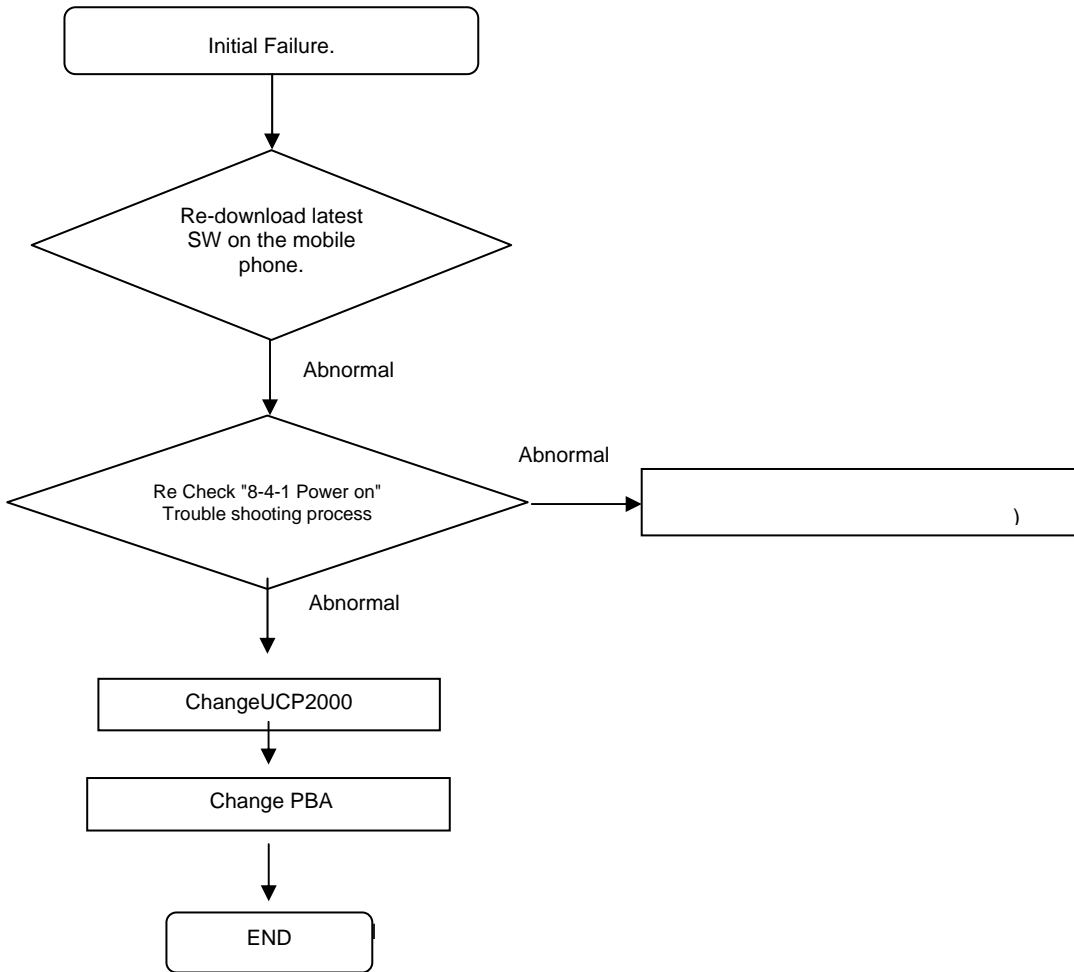 Initial Failure.
Re-download latest
SW on the mobile
phone.
Abnormal
Abnormal
Re Check "8-4-1 Power on"
Trouble shooting process
)
Abnormal
ChangeUCP2000
Change PBA
END